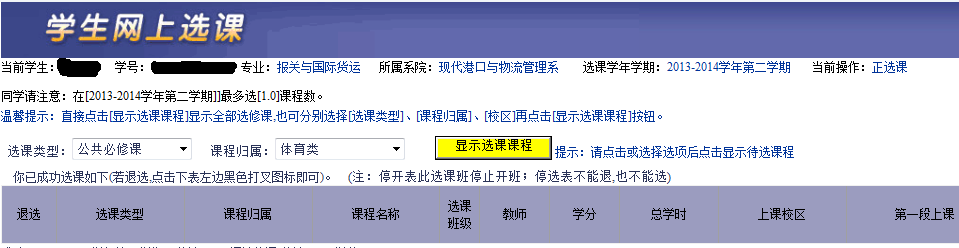 学生网上选课
当前学生： 学号： 专业：报关与国际货运 所属系院：现代港口与物流管理系 选课学年学期：2013-2014学年第二学期 当前操作：正选课
同学请注意：在[2013-2014学年第二学期]]最多选[1.0]课程数。
温馨提示：直接点击[显示选课课程]显示全部选修课,也可分别选择[选课类型]、[课程归属]、[校区]再点击[显示选课课程]按钮。
选课类型：公共必修课 课程归属：体育类 显示选课课程 提示：请点击或选择选项后点击显示待选课程
你已成功选课如下(若退选,点击下表左边黑色打叉图标即可)。 (注：停开表此选课班停止开班；停选表不能退,也不能选)
退选 选课类型 课程归属 课程名称 选课班级 教师 学分 总学时 上课校区 第一段上课